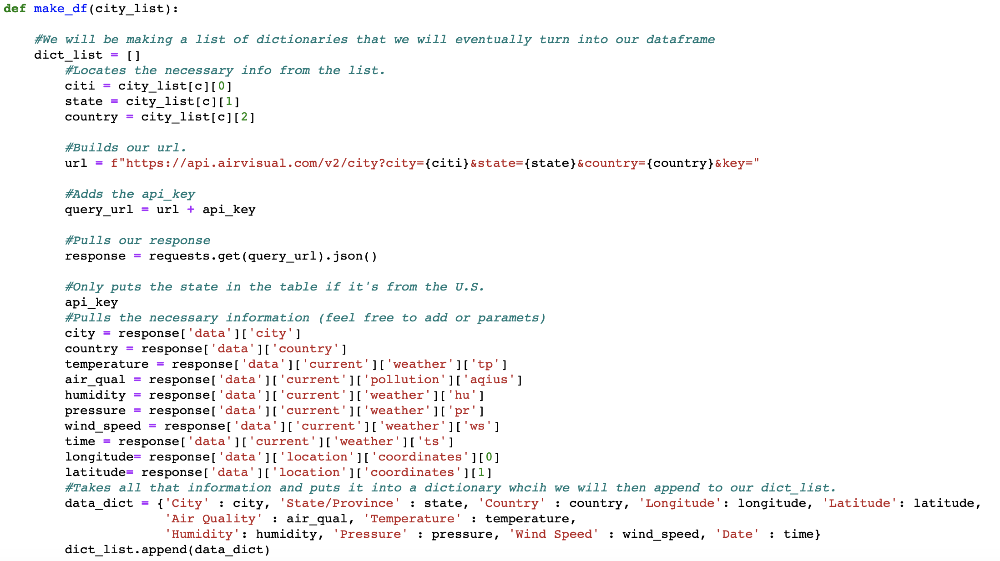 def make_df(city_list):
#We will be making a list of dictionaries that we will eventually turn into our dataframe
dict_list = []
#Locates the necessary info from the list.
citi = city_list[c][0]
state = city_list[c][1]
country = city_list[c][2]
#Builds our url.
url = f"https://api.airvisual.com/v2/city?city={citi}&state={state}&country={country}&key="
#Adds the api_key
query_url = url + api_key
#Pulls our response
response = requests.get(query_url).json()
#Only puts the state in the table if it's from the U.S.
api_key
#Pulls the necessary information (feel free to add or paramets)
city = response['data']['city']
country = response['data']['country']
temperature = response['data']['current']['weather']['tp']
air_qual = response['data']['current']['pollution']['aqius']
humidity = response['data']['current']['weather']['hu']
pressure = response['data']['current']['weather']['pr']
wind_speed = response['data']['current']['weather']['ws']
time = response['data']['current']['weather']['ts']
longitude= response['data']['location']['coordinates'][0]
latitude= response['data']['location']['coordinates'][1]
#Takes all that information and puts it into a dictionary whcih we will then append to our dict_list.
data_dict = {'City' : city, 'State/Province' : state, 'Country' : country, 'Longitude': longitude, 'Latitude': latitude,
'Air Quality' : air_qual, 'Temperature' : temperature,
'Humidity': humidity, 'Pressure' : pressure, 'Wind Speed' : wind_speed, 'Date' : time}
dict_list.append(data_dict)